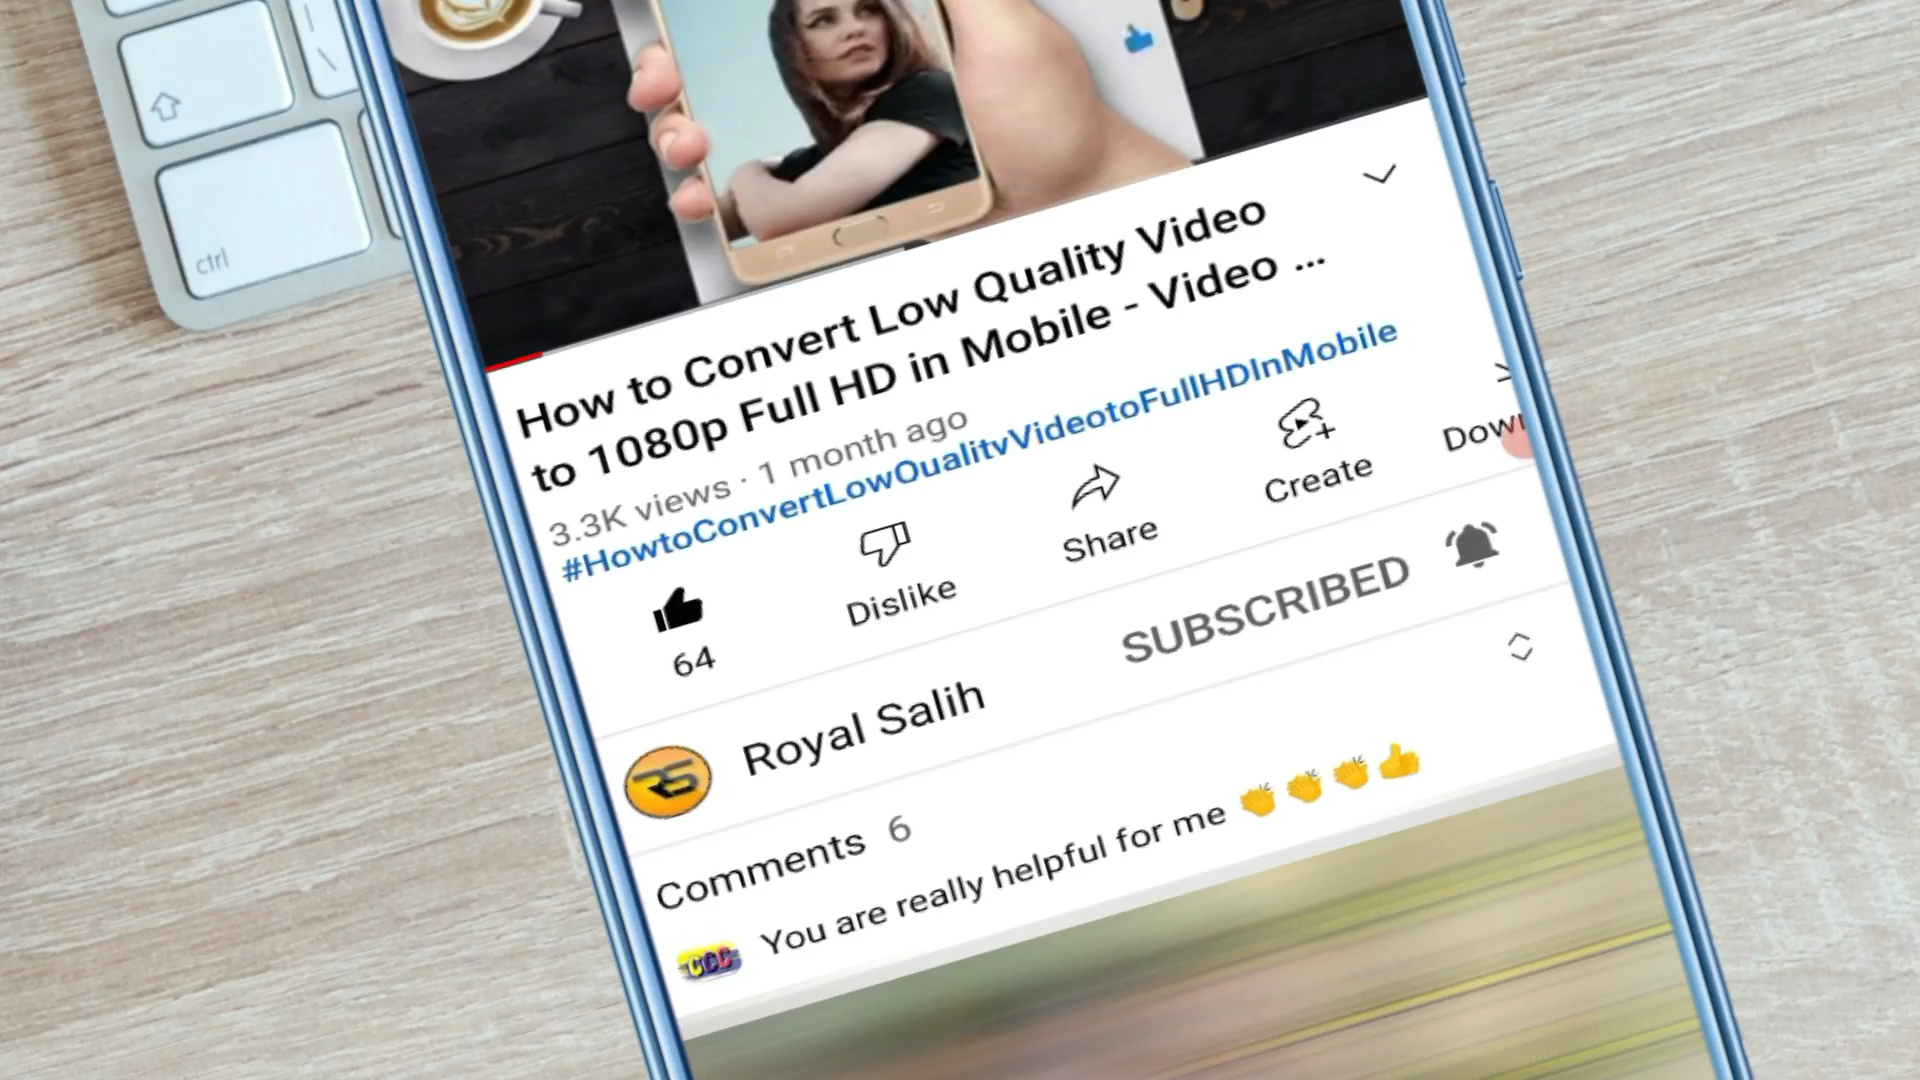 ctrl
How to Convert Low Quality Video
to 1080p Full HD in Mobile - Video ...
3.3K views · 1 month ago
#HowtoConvertLowQualityVideotoFullHDInMobile
64
Dislike
Share
Create
Royal Salih
SUBSCRIBED
Comments 6
CCC
You are really helpful for me 👏👏👏👍